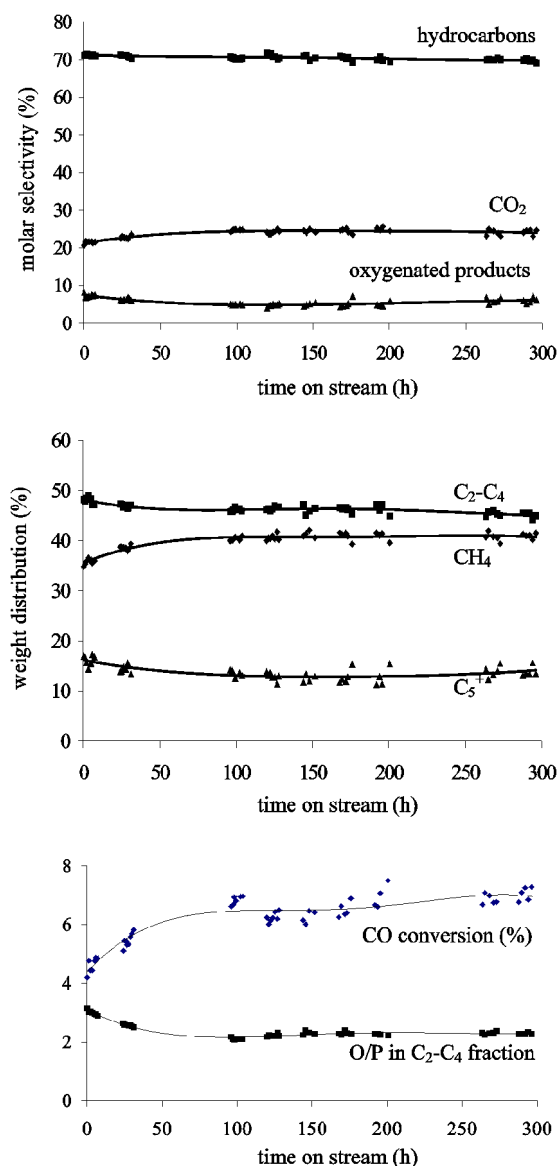 molar selectivity (%)
80
70
60
50
40
30
20
10
0
hydrocarbons
CO₂
oxygenated products
0 50 100 150 200 250 300
time on stream (h)
weight distribution (%)
60
50
40
30
20
10
0
C₂-C₄
CH₄
C₅⁺
0 50 100 150 200 250 300
time on stream (h)
8
6
4
2
0
CO conversion (%)
O/P in C₂-C₄ fraction
0 50 100 150 200 250 300
time on stream (h)